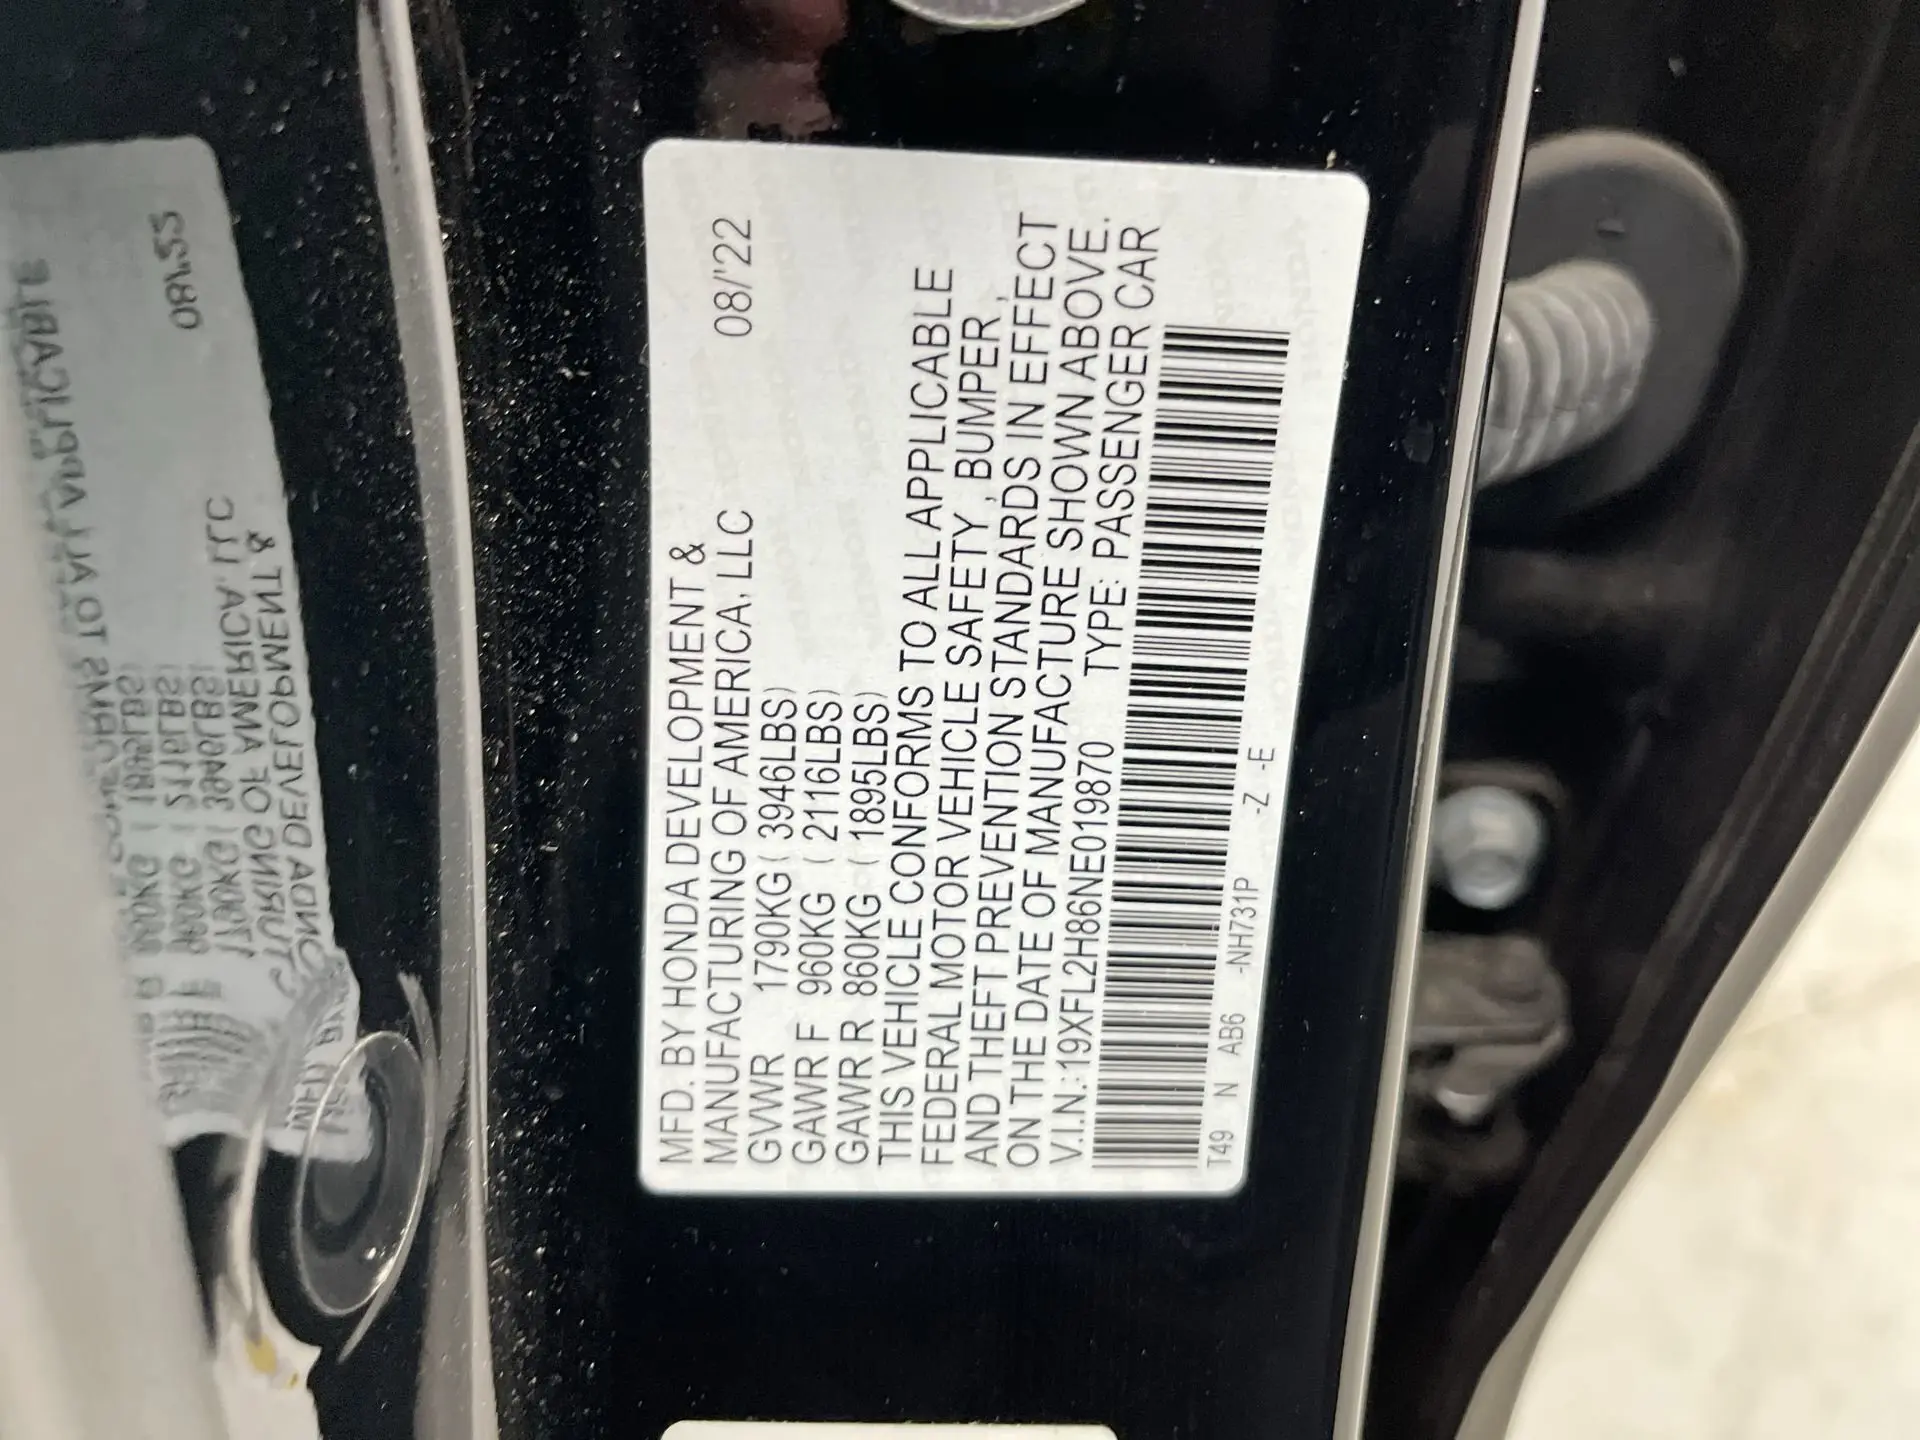 MFD. BY HONDA DEVELOPMENT &
MANUFACTURING OF AMERICA, LLC 08/'22
GVWR 1790KG ( 3946LBS)
GAWR F 960KG ( 2116LBS)
GAWR R 860KG ( 1895LBS)
THIS VEHICLE CONFORMS TO ALL APPLICABLE
FEDERAL MOTOR VEHICLE SAFETY, BUMPER,
AND THEFT PREVENTION STANDARDS IN EFFECT
ON THE DATE OF MANUFACTURE SHOWN ABOVE.
V.I.N.:19XFL2H86NE019870 TYPE: PASSENGER CAR
T49 N AB6 -NH731P -Z -E